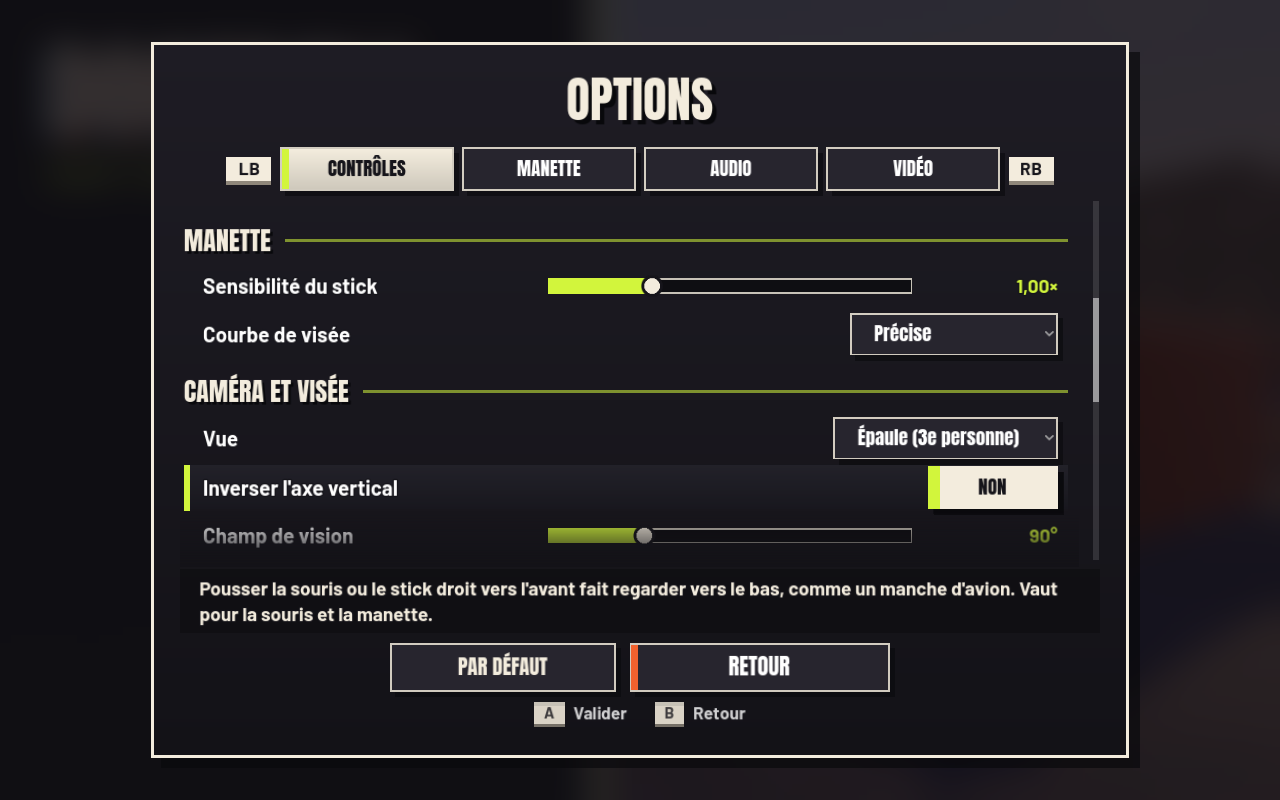 OPTIONS
LB CONTRÔLES MANETTE AUDIO VIDÉO RB
MANETTE
Sensibilité du stick 1,00×
Courbe de visée Précise
CAMÉRA ET VISÉE
Vue Épaule (3e personne)
Inverser l'axe vertical NON
Champ de vision 90°
Pousser la souris ou le stick droit vers l'avant fait regarder vers le bas, comme un manche d'avion. Vaut
pour la souris et la manette.
PAR DÉFAUT RETOUR
A Valider B Retour